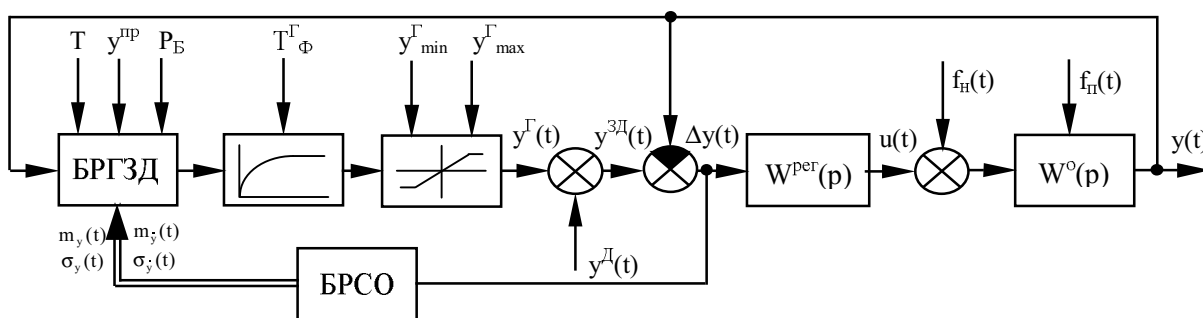 T y^пр P_Б T^Г_Ф y^Г_min y^Г_max f_н(t) f_п(t)
БРГЗД y^Г(t) y^ЗД(t) Δy(t) W^рег(p) u(t) W^о(p) y(t)
m_y(t) m_ẏ(t)
σ_y(t) σ_ẏ(t)
БРСО y^Д(t)